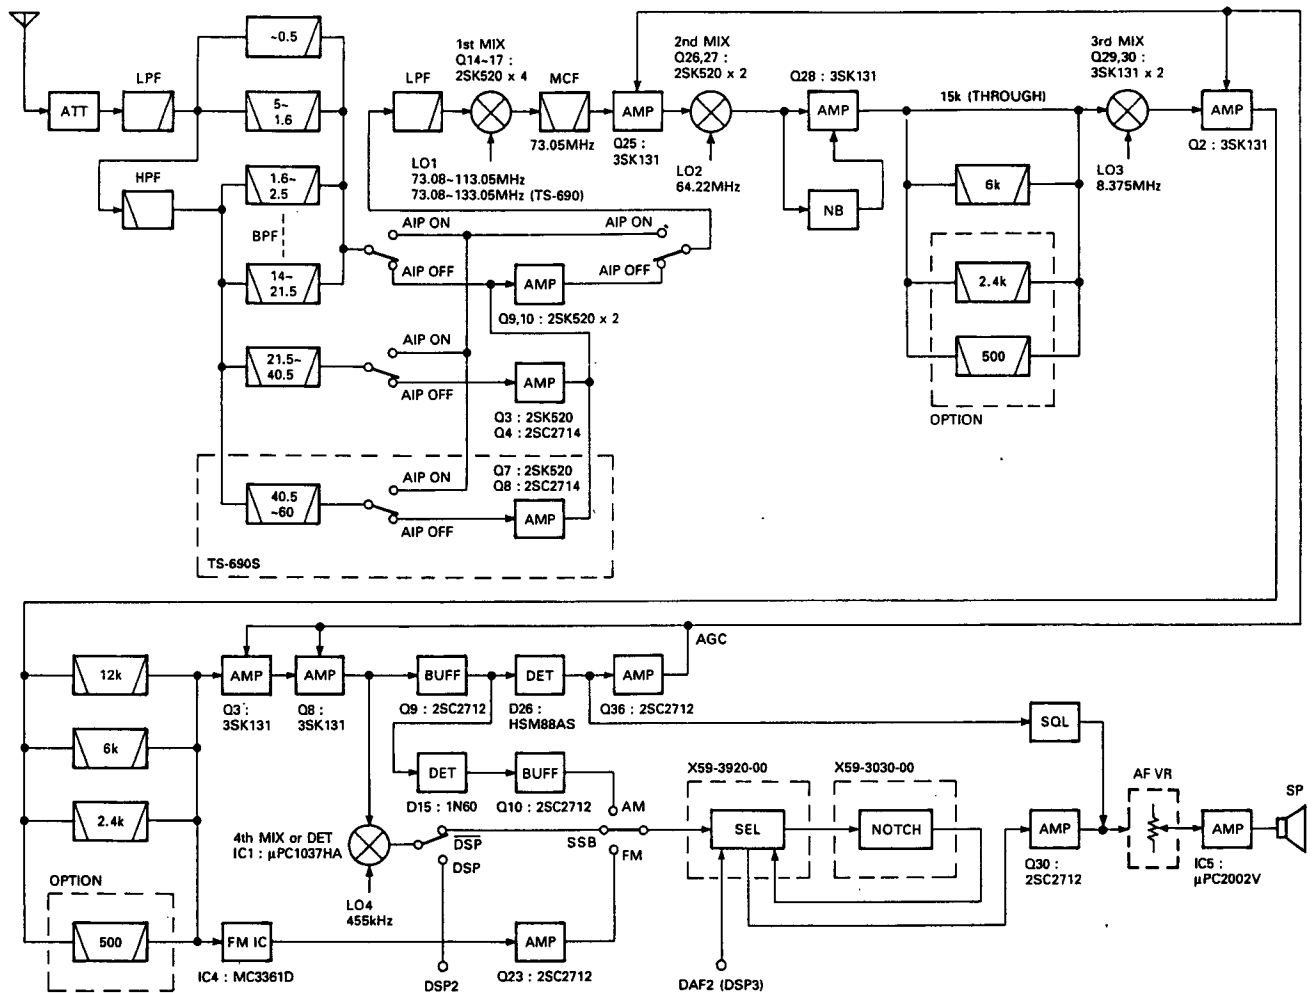 ~0.5
LPF
ATT
5~
1.6
HPF
1.6~
2.5
BPF
14~
21.5
21.5~
40.5
40.5
~60
TS-690S
AIP ON
AIP OFF
AIP ON
AIP OFF
AIP ON
AIP OFF
AIP ON
AIP OFF
AMP
Q9,10 : 2SK520 x 2
AMP
Q3 : 2SK520
Q4 : 2SC2714
Q7 : 2SK520
Q8 : 2SC2714
AMP
LPF
1st MIX
Q14~17 :
2SK520 x 4
LO1
73.08~113.05MHz
73.08~133.05MHz (TS-690)
MCF
73.05MHz
AMP
Q25 :
3SK131
2nd MIX
Q26,27 :
2SK520 x 2
LO2
64.22MHz
Q28 : 3SK131
AMP
NB
15k (THROUGH)
6k
2.4k
500
OPTION
3rd MIX
Q29,30 :
3SK131 x 2
LO3
8.375MHz
AMP
Q2 : 3SK131
12k
6k
2.4k
OPTION
500
AMP
Q3 :
3SK131
AMP
Q8 :
3SK131
BUFF
Q9 : 2SC2712
DET
D26 :
HSM88AS
AMP
Q36 : 2SC2712
AGC
DET
D15 : 1N60
BUFF
Q10 : 2SC2712
4th MIX or DET
IC1 : μPC1037HA
LO4
455kHz
DSP
DSP
DSP2
AM
SSB
FM
FM IC
IC4 : MC3361D
AMP
Q23 : 2SC2712
X59-3920-00
SEL
DAF2 (DSP3)
X59-3030-00
NOTCH
SQL
AMP
Q30 :
2SC2712
AF VR
AMP
IC5 :
μPC2002V
SP